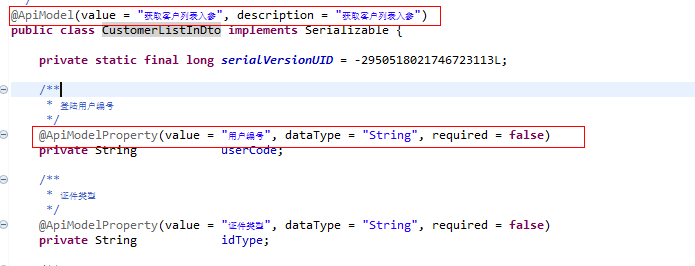 @ApiModel(value = "获取客户列表入参", description = "获取客户列表入参")
public class CustomerListInDto implements Serializable {
private static final long serialVersionUID = -2950518021746723113L;
/**
* 登陆用户编号
*/
@ApiModelProperty(value = "用户编号", dataType = "String", required = false)
private String userCode;
/**
* 证件类型
*/
@ApiModelProperty(value = "证件类型", dataType = "String", required = false)
private String idType;